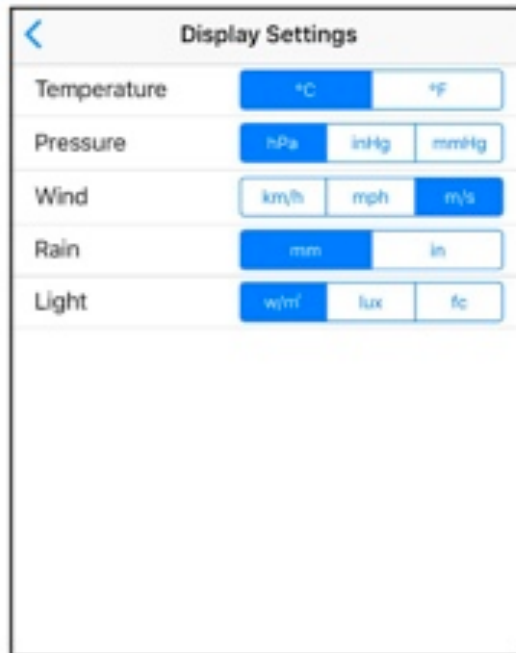 Display Settings
Temperature °C °F
Pressure hPa inHg mmHg
Wind km/h mph m/s
Rain mm in
Light w/m² lux fc